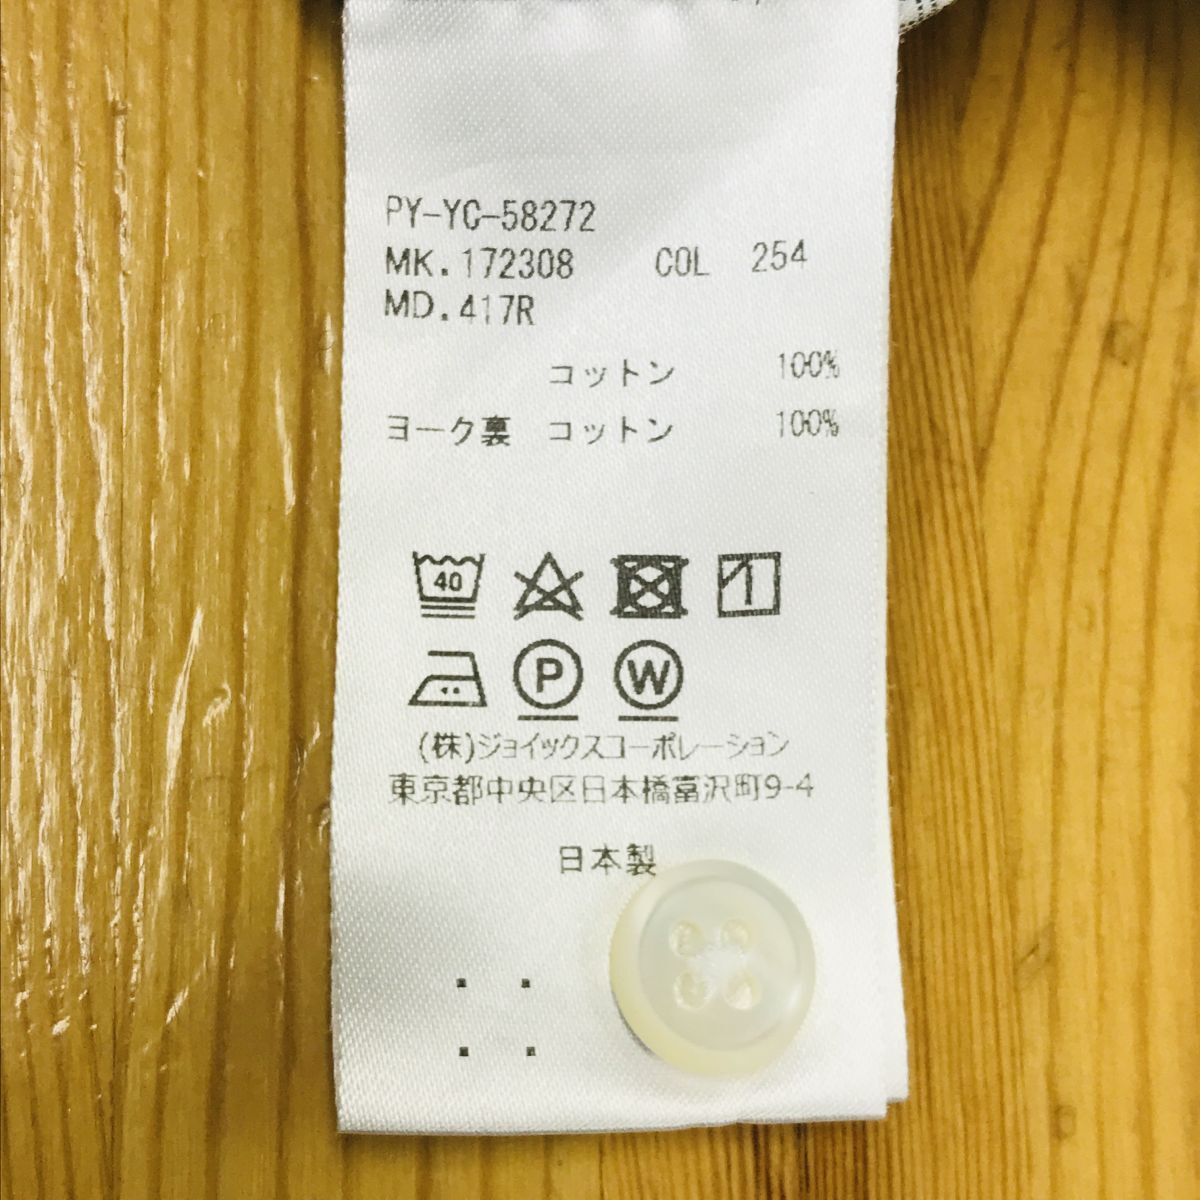 PY-YC-58272
MK.172308 COL 254
MD.417R
コットン 100%
ヨーク裏 コットン 100%
40
P W
(株)ジョイックスコーポレーション
東京都中央区日本橋富沢町9-4
日本製